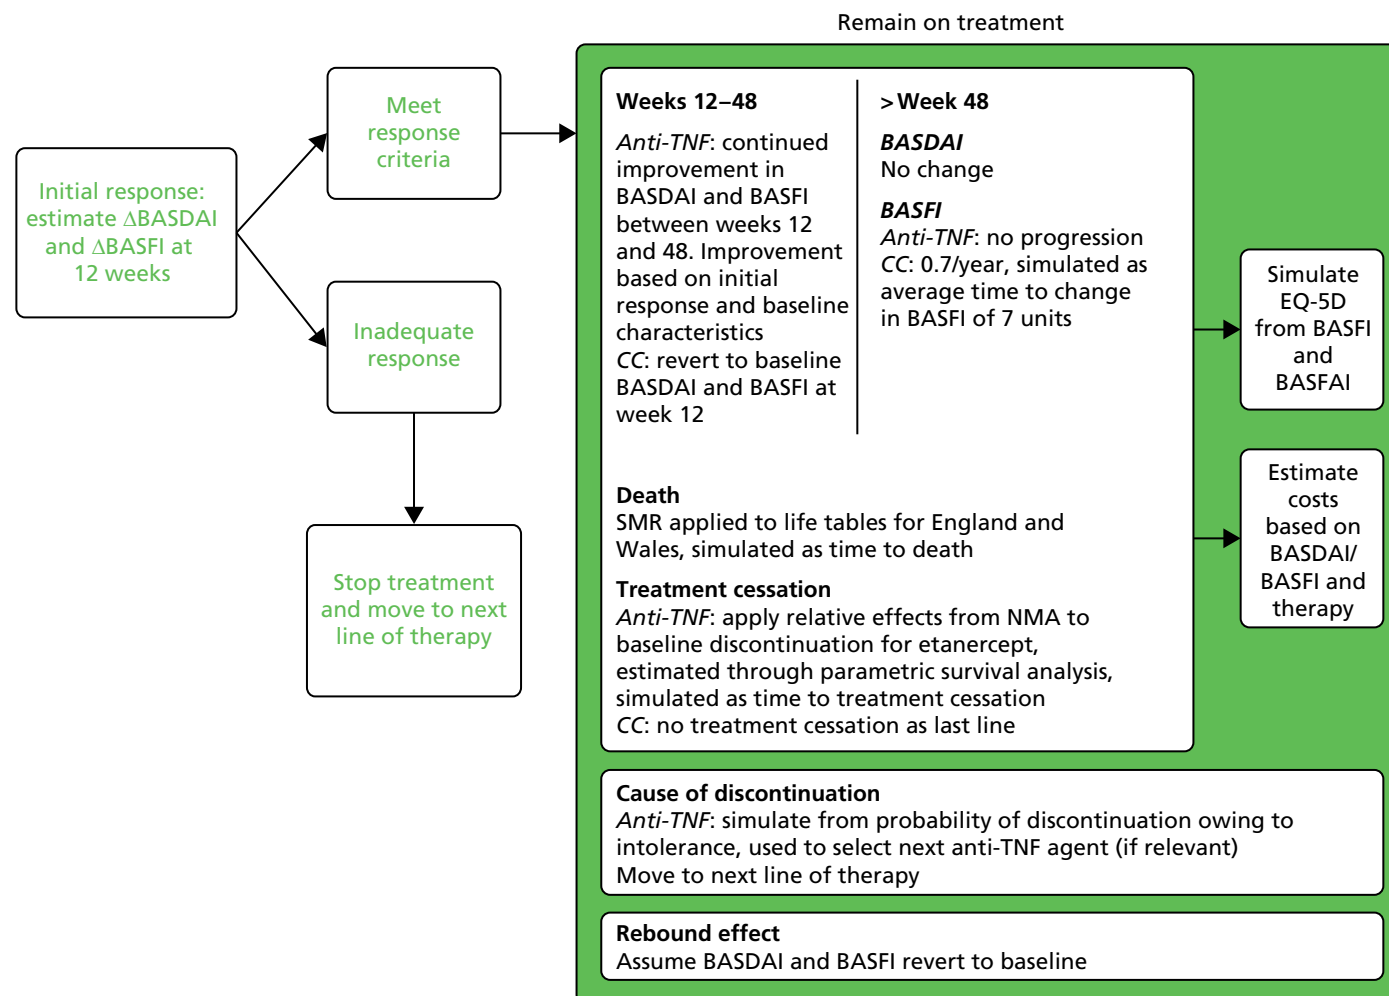 Remain on treatment
Initial response:
estimate ΔBASDAI
and ΔBASFI at
12 weeks
Meet
response
criteria
Inadequate
response
Stop treatment
and move to next
line of therapy
Weeks 12–48
Anti-TNF: continued
improvement in
BASDAI and BASFI
between weeks 12
and 48. Improvement
based on initial
response and baseline
characteristics
CC: revert to baseline
BASDAI and BASFI at
week 12
> Week 48
BASDAI
No change
BASFI
Anti-TNF: no progression
CC: 0.7/year, simulated as
average time to change
in BASFI of 7 units
Death
SMR applied to life tables for England and
Wales, simulated as time to death
Treatment cessation
Anti-TNF: apply relative effects from NMA to
baseline discontinuation for etanercept,
estimated through parametric survival analysis,
simulated as time to treatment cessation
CC: no treatment cessation as last line
Simulate
EQ-5D
from BASFI
and
BASFAI
Estimate
costs
based on
BASDAI/
BASFI and
therapy
Cause of discontinuation
Anti-TNF: simulate from probability of discontinuation owing to
intolerance, used to select next anti-TNF agent (if relevant)
Move to next line of therapy
Rebound effect
Assume BASDAI and BASFI revert to baseline